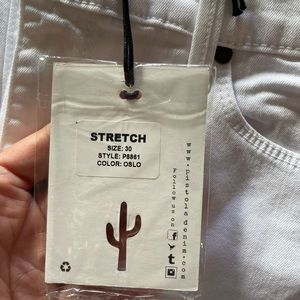 STRETCH
SIZE: 30
STYLE: P8861
COLOR: OSLO
www.pistoladenim.com
Follow us on